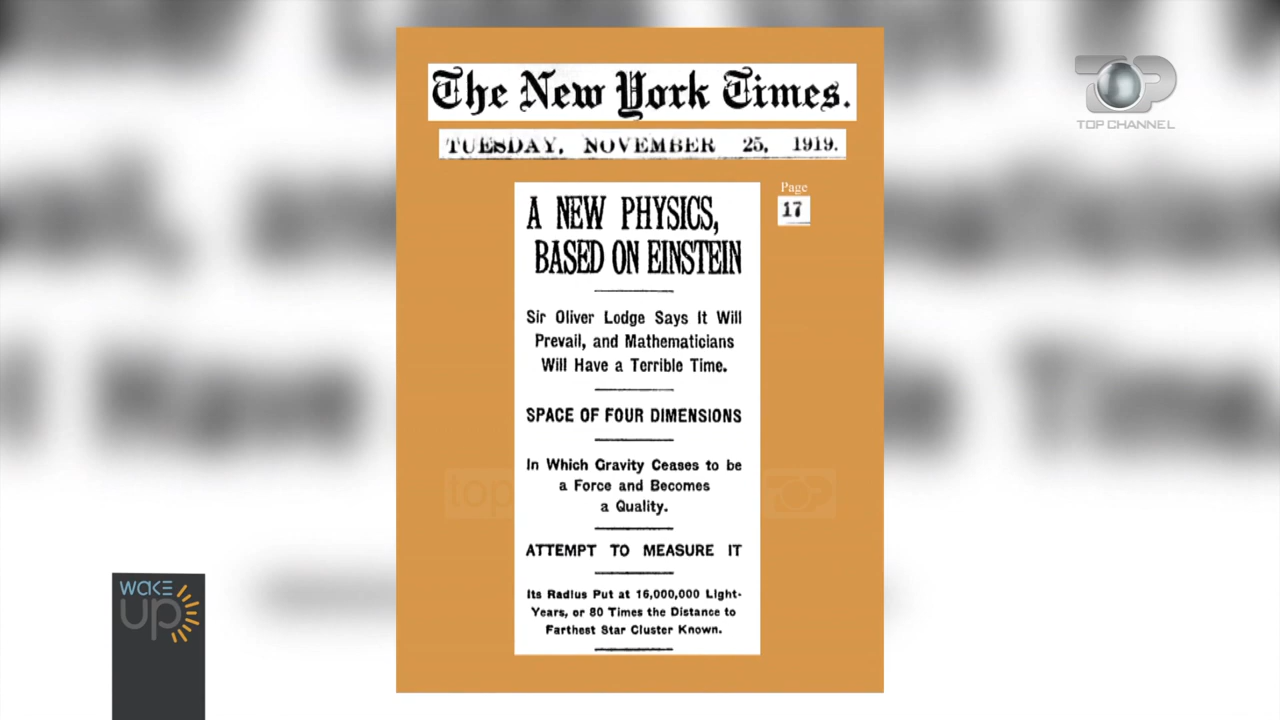 The New York Times.
TOP CHANNEL
TUESDAY, NOVEMBER 25, 1919.
Page
17
A NEW PHYSICS,
BASED ON EINSTEIN
Sir Oliver Lodge Says It Will
Prevail, and Mathematicians
Will Have a Terrible Time.
SPACE OF FOUR DIMENSIONS
In Which Gravity Ceases to be
a Force and Becomes
a Quality.
top
TOP
ATTEMPT TO MEASURE IT
Its Radius Put at 16,000,000 Light-
Years, or 80 Times the Distance to
Farthest Star Cluster Known.
WAKE
up